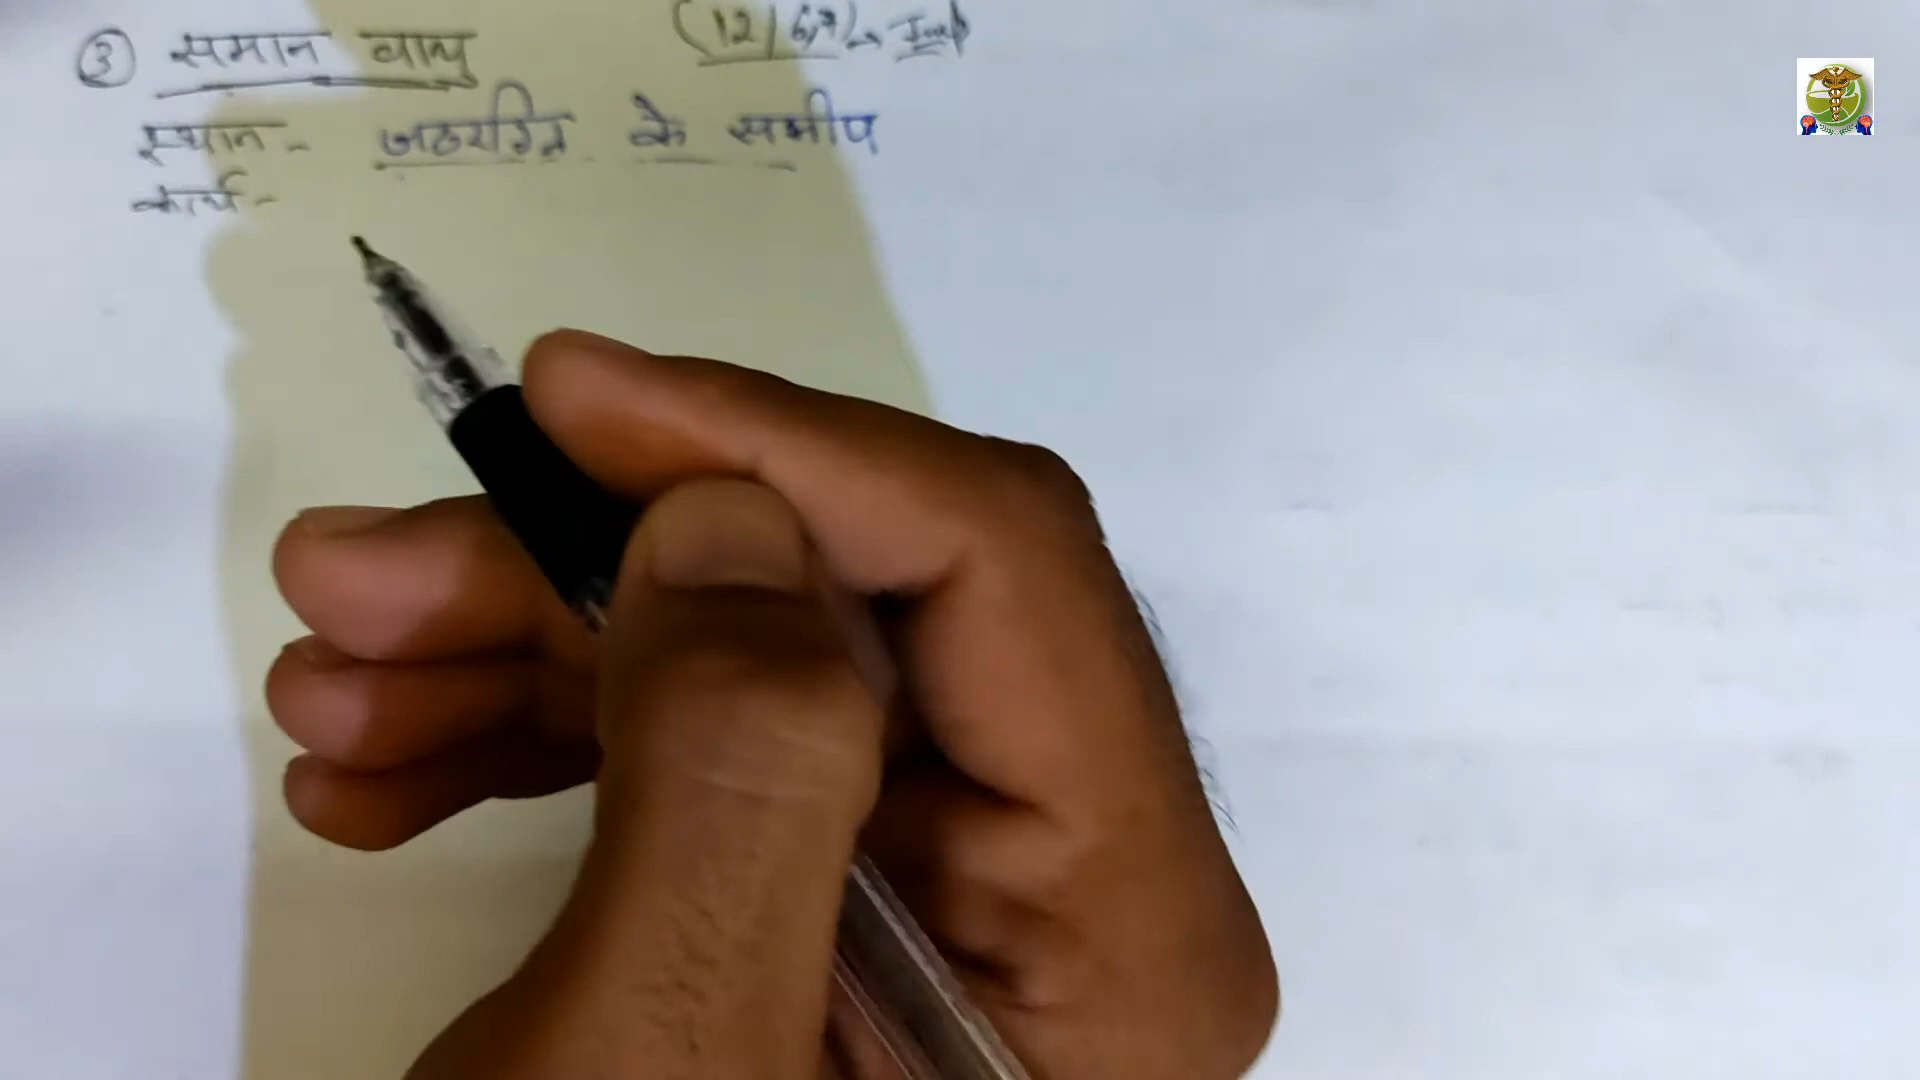 ③ समान वायु (12/6,7)→ Imp
स्थान - जठराग्नि के समीप
कार्य -